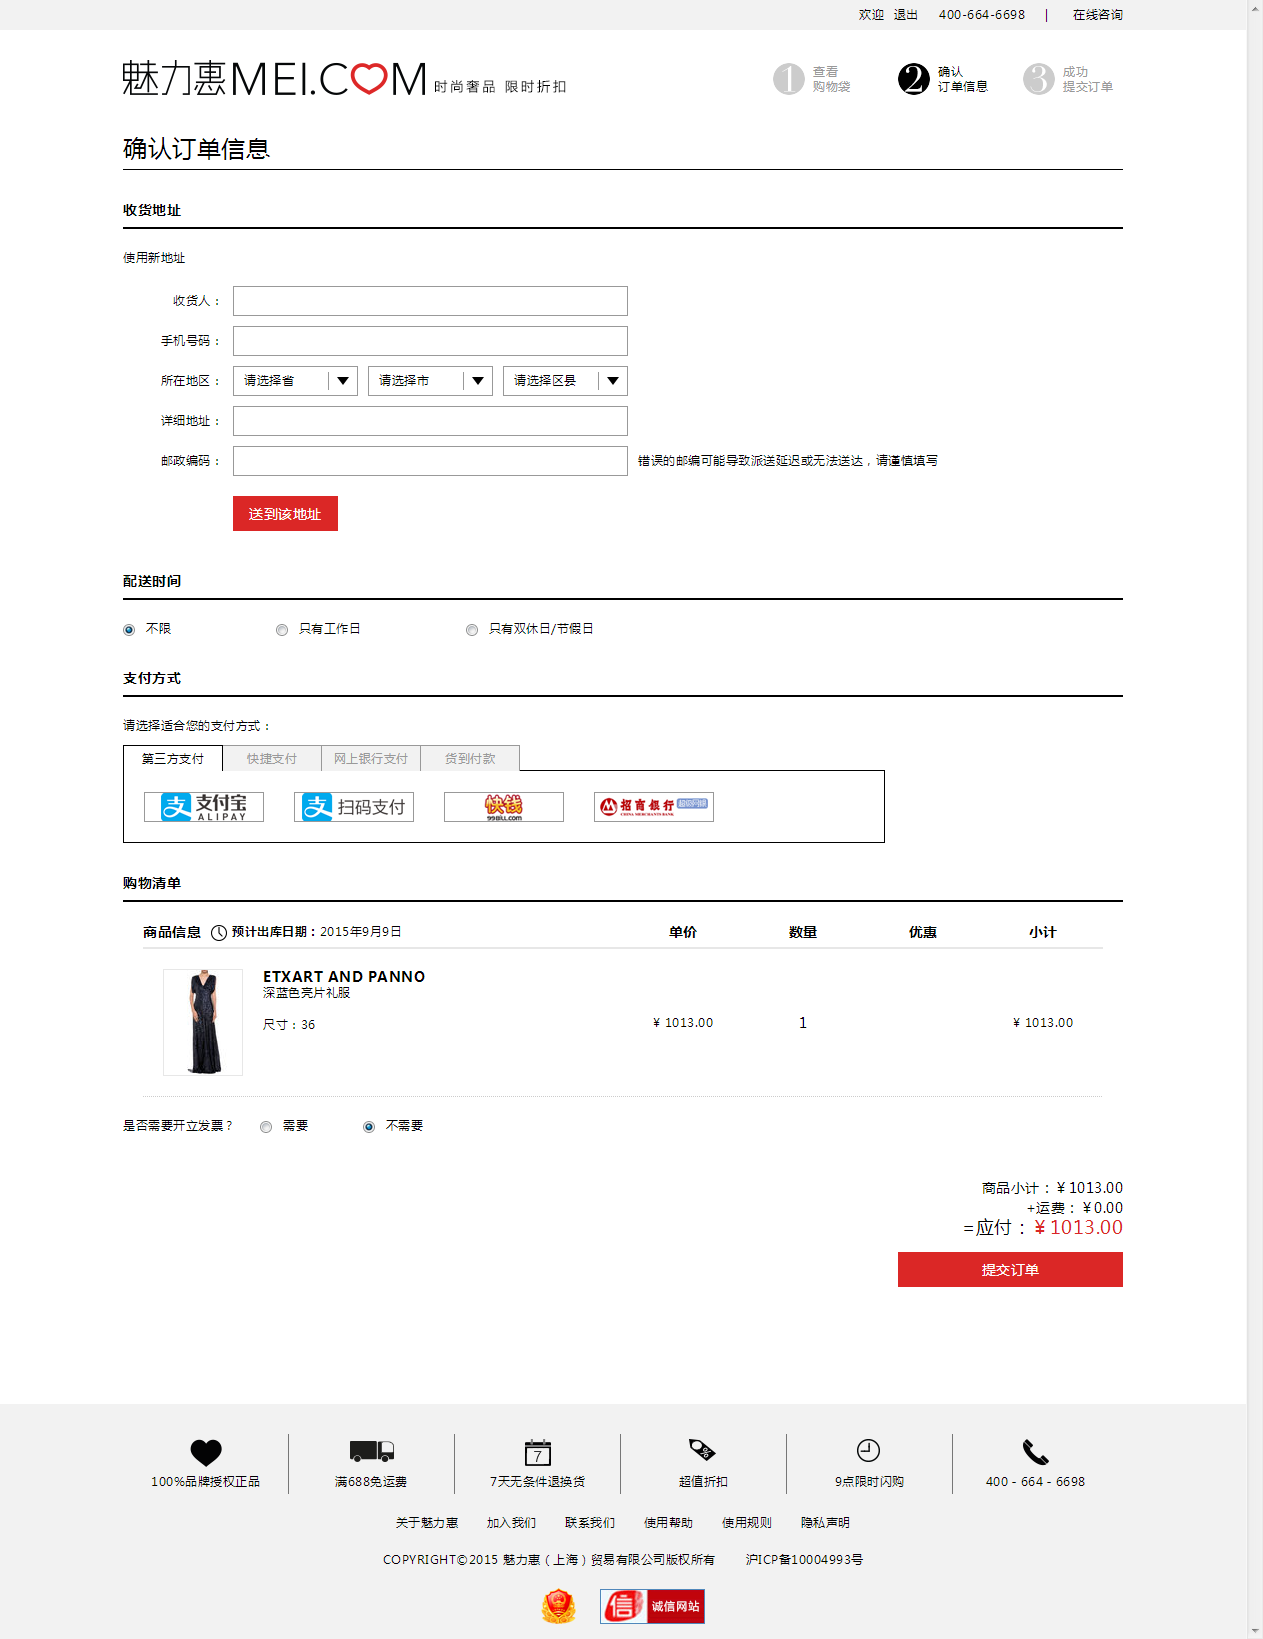 欢迎 退出 400-664-6698 | 在线咨询
魅力惠MEI.COM 时尚奢品 限时折扣
1 查看 购物袋
2 确认 订单信息
3 成功 提交订单
确认订单信息
收货地址
使用新地址
收货人：
手机号码：
所在地区： 请选择省 请选择市 请选择区县
详细地址：
邮政编码： 错误的邮编可能导致派送延迟或无法送达，请谨慎填写
送到该地址
配送时间
不限 只有工作日 只有双休日/节假日
支付方式
请选择适合您的支付方式：
第三方支付 快捷支付 网上银行支付 货到付款
支 支付宝 ALIPAY 支 扫码支付 快钱 99Bill.com 招商银行 CHINA MERCHANTS BANK
购物清单
商品信息 预计出库日期：2015年9月9日 单价 数量 优惠 小计
ETXART AND PANNO
深蓝色亮片礼服
尺寸：36
¥ 1013.00 1 ¥ 1013.00
是否需要开立发票？ 需要 不需要
商品小计：¥1013.00
+运费：¥0.00
=应付：¥1013.00
提交订单
7
100%品牌授权正品 满688免运费 7天无条件退换货 超值折扣 9点限时闪购 400 - 664 - 6698
关于魅力惠 加入我们 联系我们 使用帮助 使用规则 隐私声明
COPYRIGHT©2015 魅力惠（上海）贸易有限公司版权所有 沪ICP备10004993号
信 诚信网站